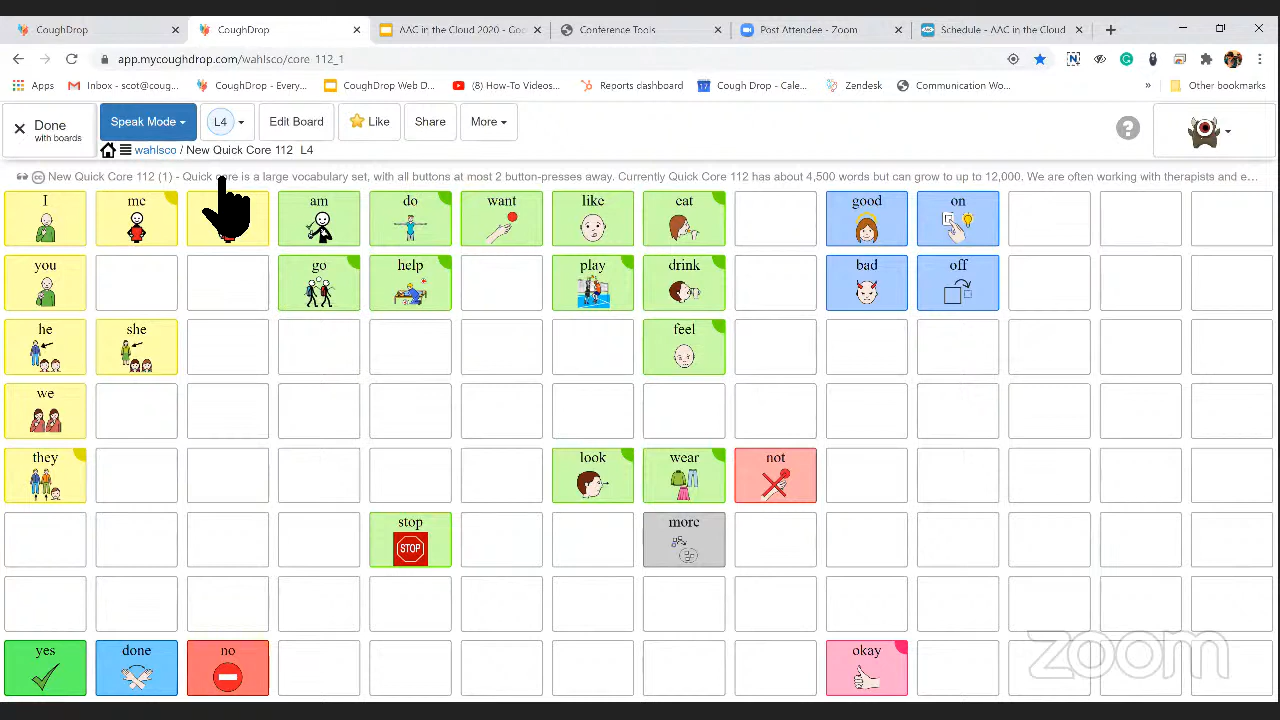 CoughDrop
CoughDrop
AAC in the Cloud 2020 - Goo
Conference Tools
Post Attendee - Zoom
Schedule - AAC in the Cloud
app.mycoughdrop.com/wahlsco/core-112_1
Apps
Inbox - scot@coug...
CoughDrop - Every...
CoughDrop Web D...
(8) How-To Videos...
Reports dashboard
Cough Drop - Cale...
Zendesk
Communication Wo...
Other bookmarks
Done
with boards
Speak Mode
L4
Edit Board
Like
Share
More
wahlsco / New Quick Core 112 L4
New Quick Core 112 (1) - Quick core is a large vocabulary set, with all buttons at most 2 button-presses away. Currently Quick Core 112 has about 4,500 words but can grow to up to 12,000. We are often working with therapists and e...
I me am do want like eat good on
you go help play drink bad off
he she feel
we
they look wear not
stop more
yes done no okay
STOP
zoom